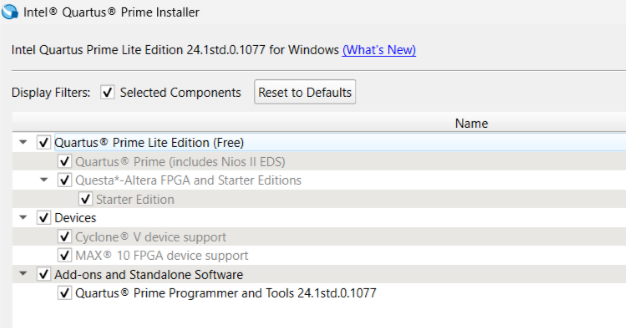 Intel® Quartus® Prime Installer
Intel Quartus Prime Lite Edition 24.1std.0.1077 for Windows (What's New)
Display Filters: Selected Components Reset to Defaults
Name
Quartus® Prime Lite Edition (Free)
Quartus® Prime (includes Nios II EDS)
Questa*-Altera FPGA and Starter Editions
Starter Edition
Devices
Cyclone® V device support
MAX® 10 FPGA device support
Add-ons and Standalone Software
Quartus® Prime Programmer and Tools 24.1std.0.1077